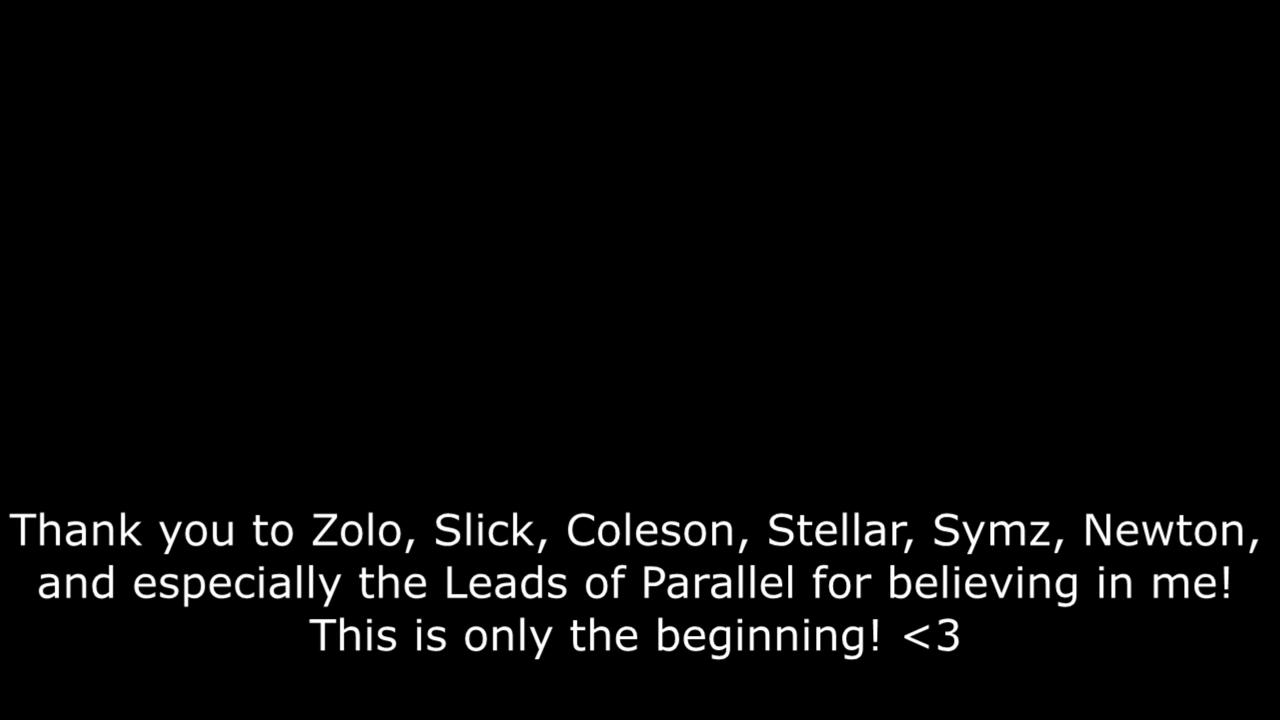 Thank you to Zolo, Slick, Coleson, Stellar, Symz, Newton,
and especially the Leads of Parallel for believing in me!
This is only the beginning! <3